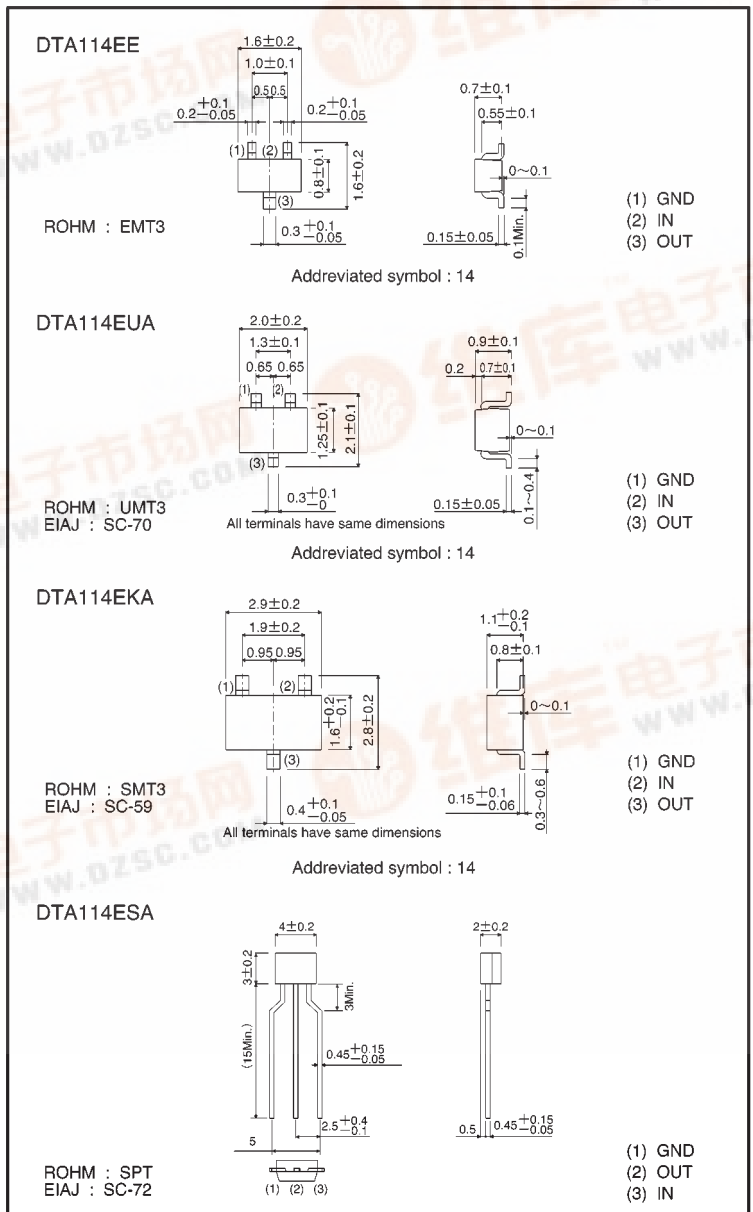 DTA114EE
1.6±0.2
1.0±0.1
0.5 0.5
0.2+0.1−0.05
0.2+0.1−0.05
(1) (2)
(3)
0.8±0.1
1.6±0.2
0.3+0.1−0.05
0.7±0.1
0.55±0.1
0~0.1
0.15±0.05
0.1Min.
ROHM : EMT3
(1) GND
(2) IN
(3) OUT
Addreviated symbol : 14
DTA114EUA
2.0±0.2
1.3±0.1
0.65 0.65
(1) (2)
(3)
1.25±0.1
2.1±0.1
0.3+0.1−0
0.9±0.1
0.2 0.7±0.1
0~0.1
0.15±0.05
0.1~0.4
ROHM : UMT3
EIAJ : SC-70
All terminals have same dimensions
(1) GND
(2) IN
(3) OUT
Addreviated symbol : 14
DTA114EKA
2.9±0.2
1.9±0.2
0.95 0.95
(1) (2)
(3)
1.6+0.2−0.1
2.8±0.2
0.4+0.1−0.05
1.1+0.2−0.1
0.8±0.1
0~0.1
0.15+0.1−0.06
0.3~0.6
ROHM : SMT3
EIAJ : SC-59
All terminals have same dimensions
(1) GND
(2) IN
(3) OUT
Addreviated symbol : 14
DTA114ESA
4±0.2
2±0.2
3±0.2
3Min.
(15Min.)
0.45+0.15−0.05
2.5+0.4−0.1
5
0.5 0.45+0.15−0.05
(1) (2) (3)
ROHM : SPT
EIAJ : SC-72
(1) GND
(2) OUT
(3) IN
维库电子市场网
WWW.DZSC.COM